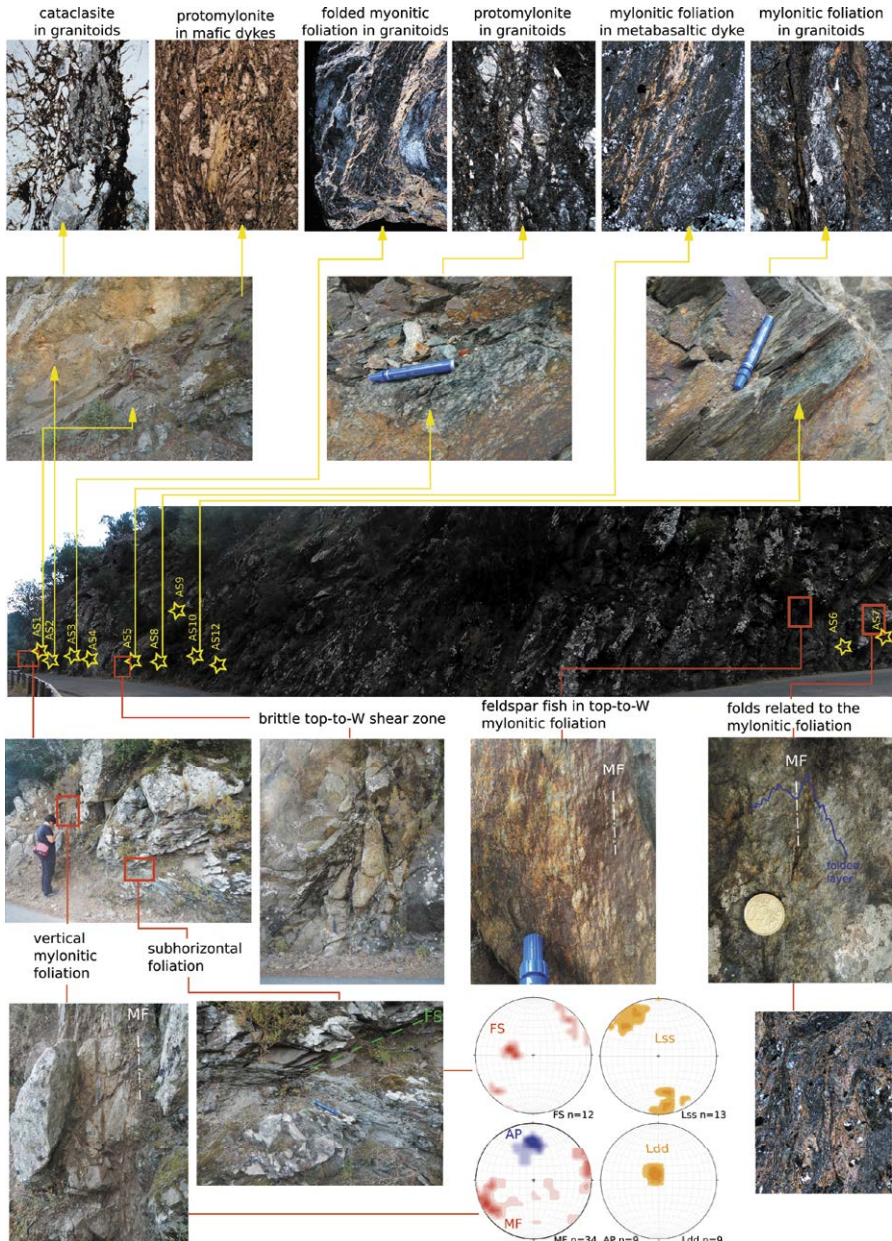 cataclasite
in granitoids
protomylonite
in mafic dykes
folded myonitic
foliation in granitoids
protomylonite
in granitoids
mylonitic foliation
in metabasaltic dyke
mylonitic foliation
in granitoids
AS1
AS2
AS3
AS4
AS5
AS8
AS9
AS10
AS12
AS6
AS7
brittle top-to-W shear zone
feldspar fish in top-to-W
mylonitic foliation
folds related to the
mylonitic foliation
MF
MF
folded
layer
vertical
mylonitic
foliation
subhorizontal
foliation
MF
FS
FS
Lss
FS n=12
Lss n=13
AP
MF
Ldd
MF n=34
AP n=9
Ldd n=9